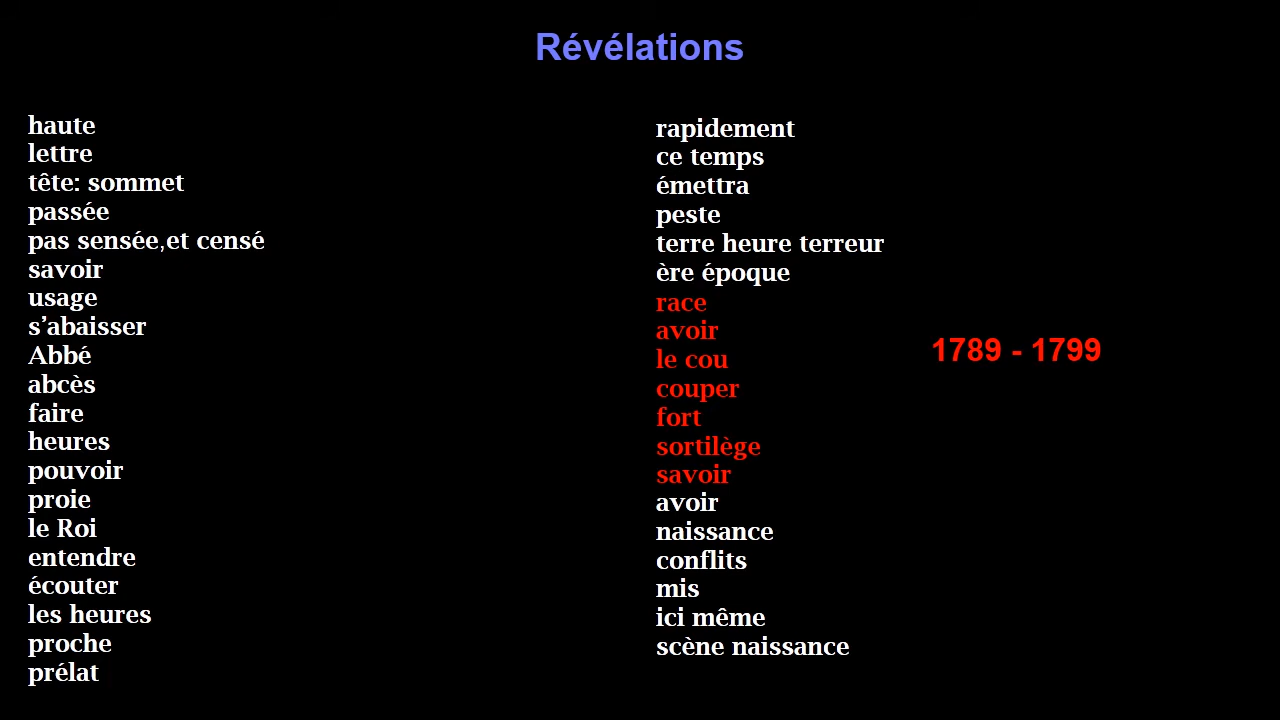 Révélations
haute
lettre
tête: sommet
passée
pas sensée,et censé
savoir
usage
s’abaisser
Abbé
abcès
faire
heures
pouvoir
proie
le Roi
entendre
écouter
les heures
proche
prélat
rapidement
ce temps
émettra
peste
terre heure terreur
ère époque
race
avoir
le cou
couper
fort
sortilège
savoir
avoir
naissance
conflits
mis
ici même
scène naissance
1789 - 1799